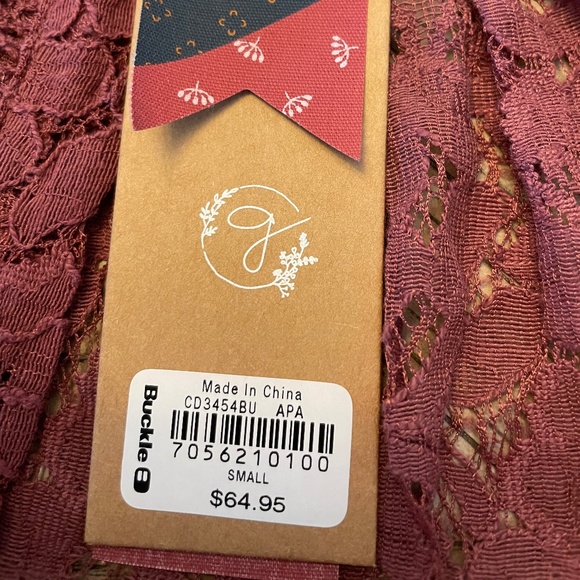 g
Made In China
CD3454BU APA
7056210100
SMALL
$64.95
Buckle B